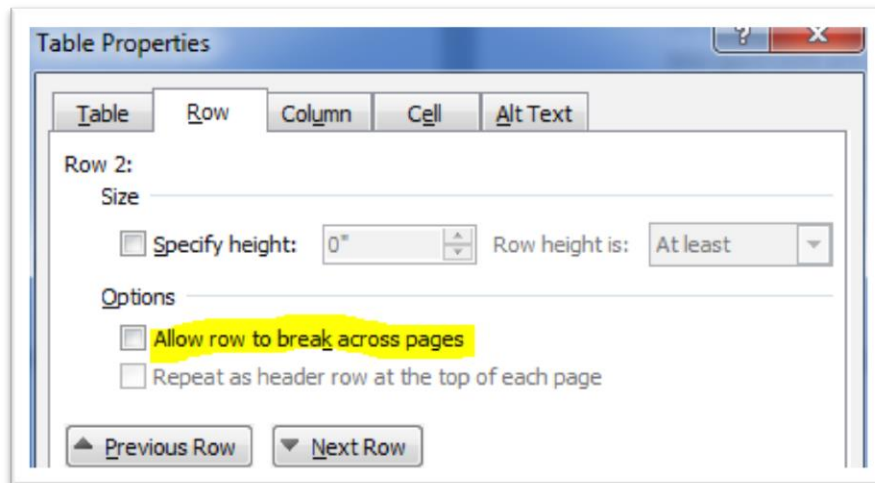 Table Properties
?
Table Row Column Cell Alt Text
Row 2:
Size
Specify height: 0" Row height is: At least
Options
Allow row to break across pages
Repeat as header row at the top of each page
Previous Row Next Row